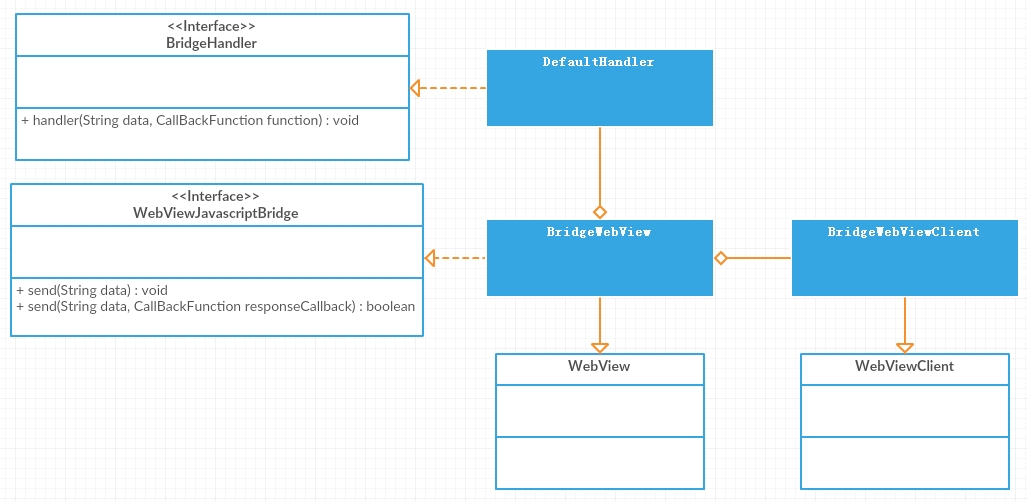 <<Interface>>
BridgeHandler
+ handler(String data, CallBackFunction function) : void
DefaultHandler
<<Interface>>
WebViewJavascriptBridge
+ send(String data) : void
+ send(String data, CallBackFunction responseCallback) : boolean
BridgeWebView
BridgeWebViewClient
WebView
WebViewClient